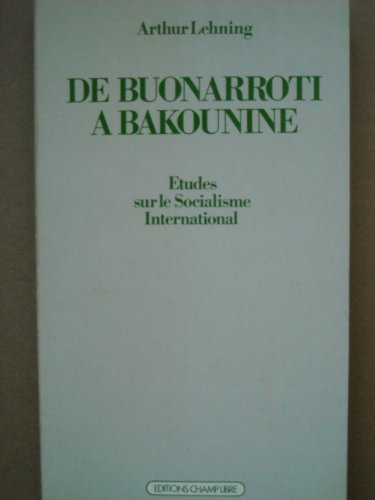 Arthur Lehning
DE BUONARROTI
A BAKOUNINE
Etudes
sur le Socialisme
International
EDITIONS CHAMP LIBRE